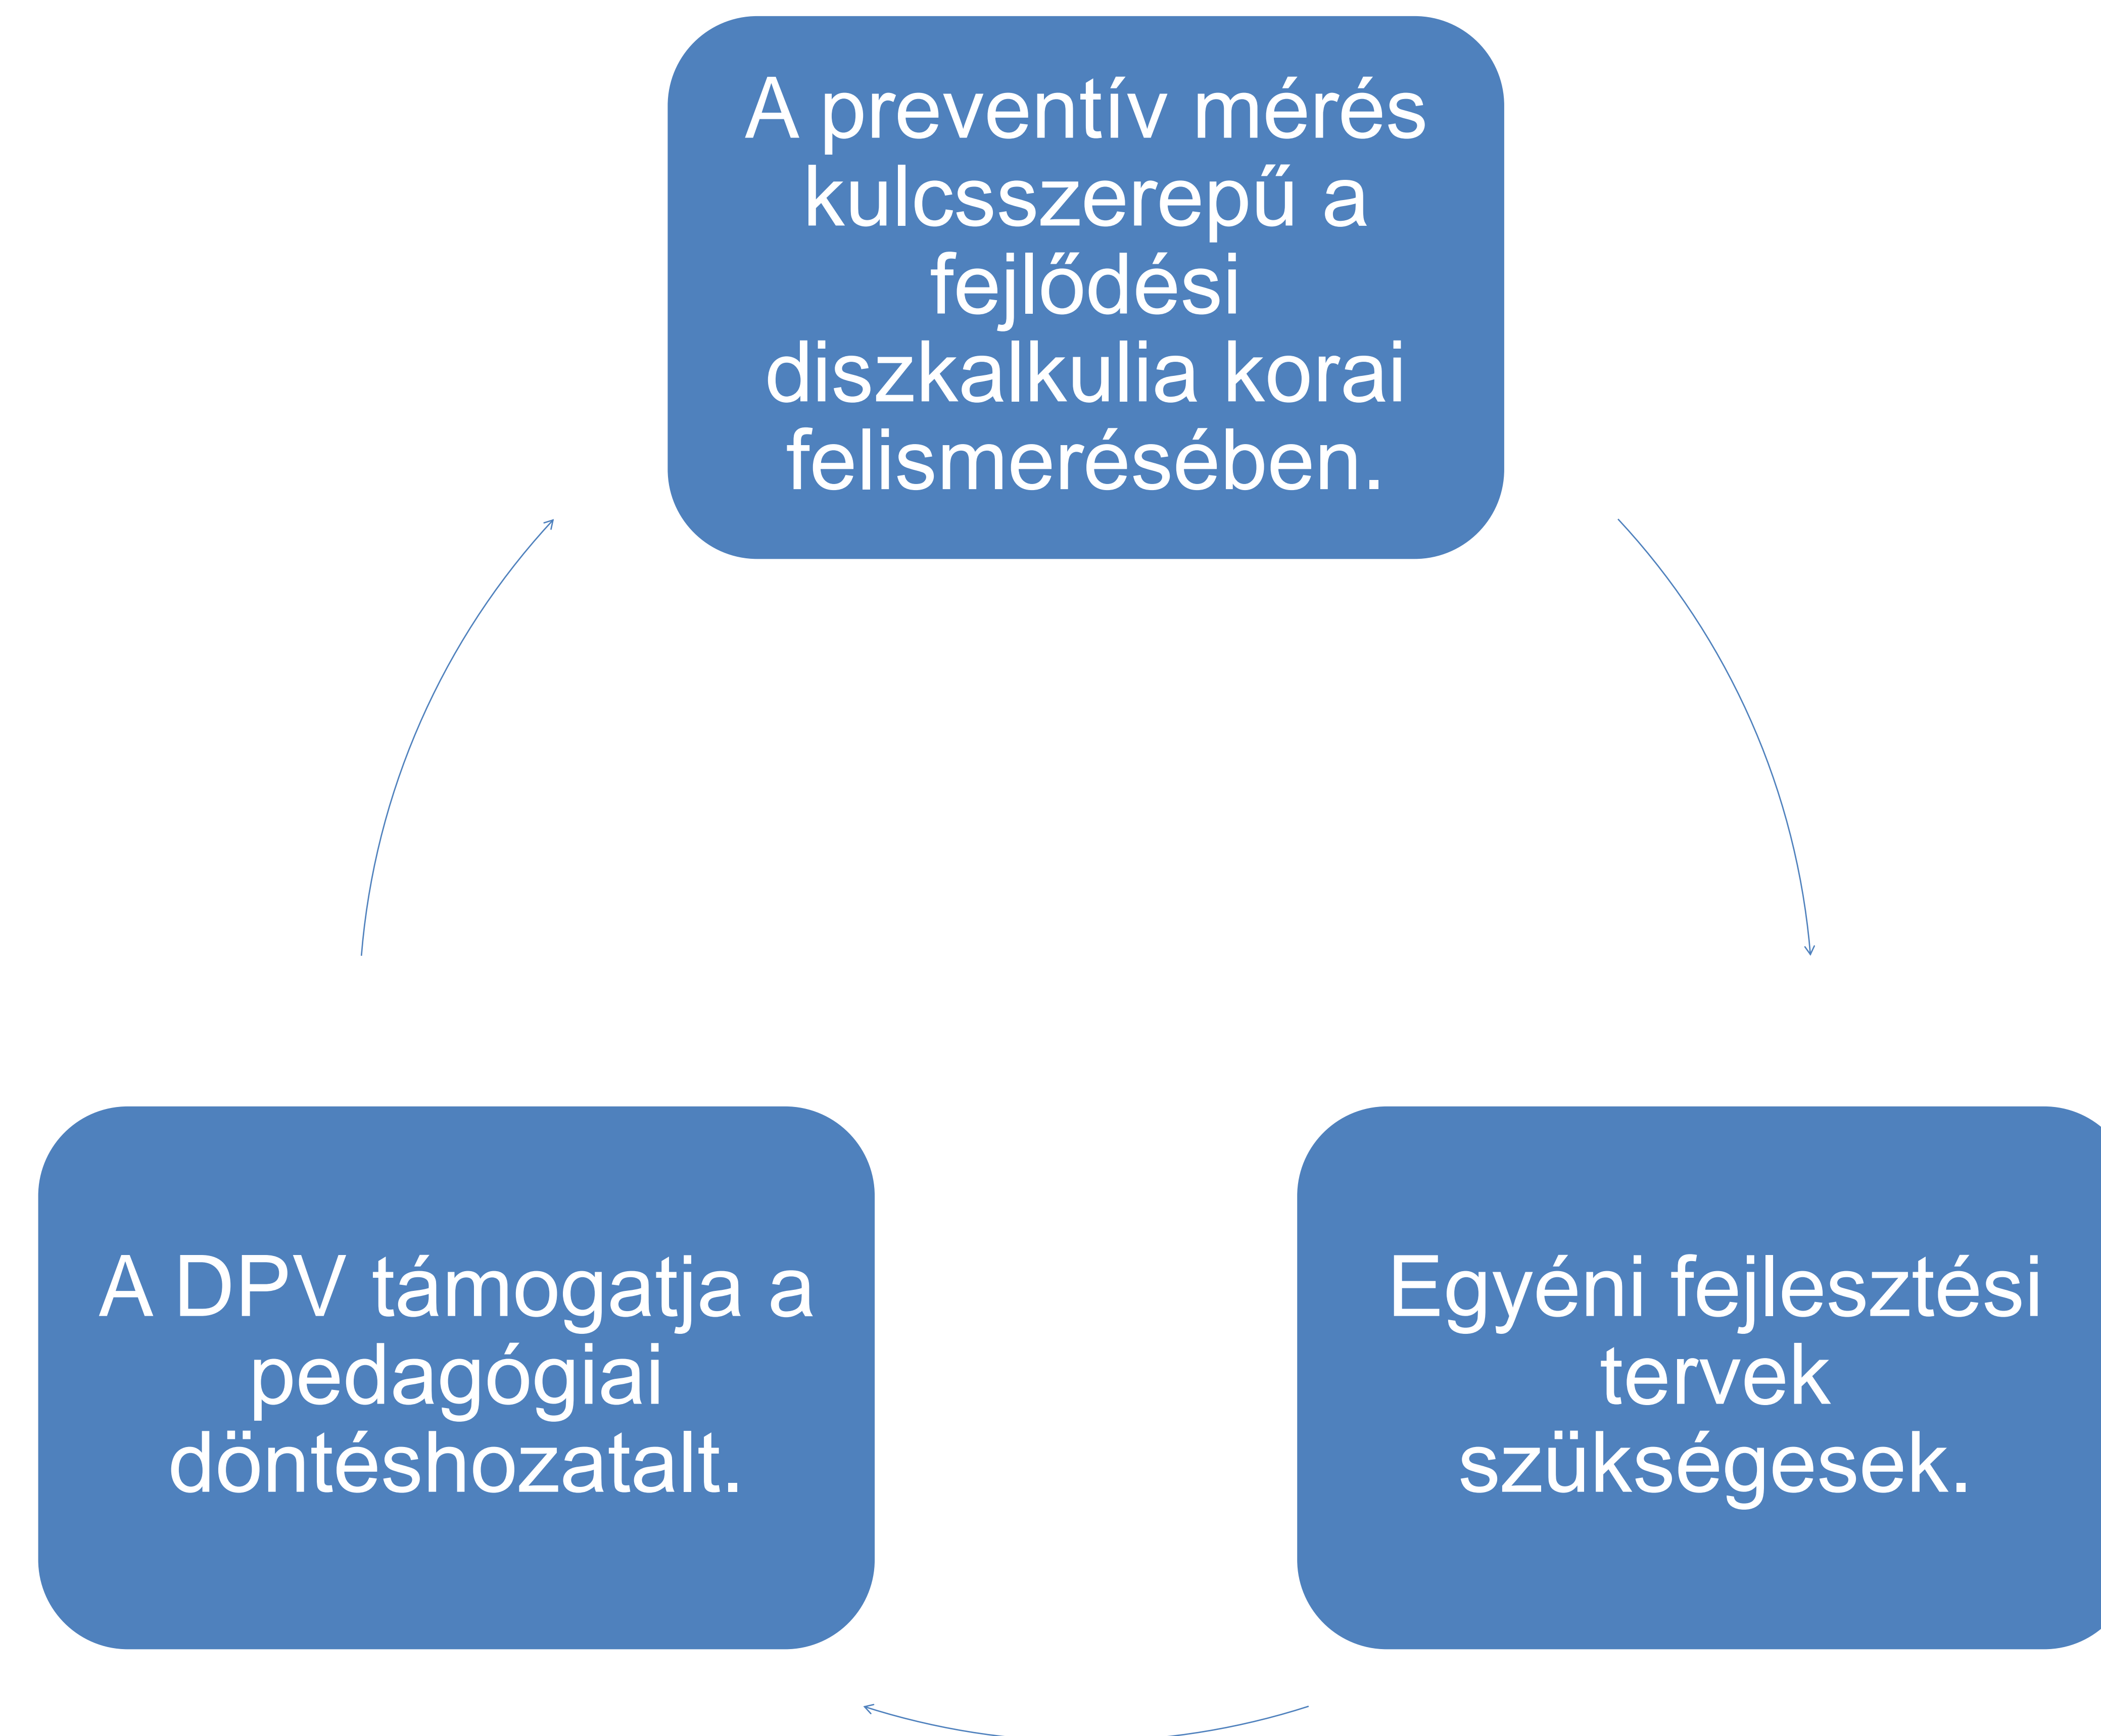 A preventív mérés
kulcsszerepű a
fejlődési
diszkalkulia korai
felismerésében.
A DPV támogatja a
pedagógiai
döntéshozatalt.
Egyéni fejlesztési
tervek
szükségesek.